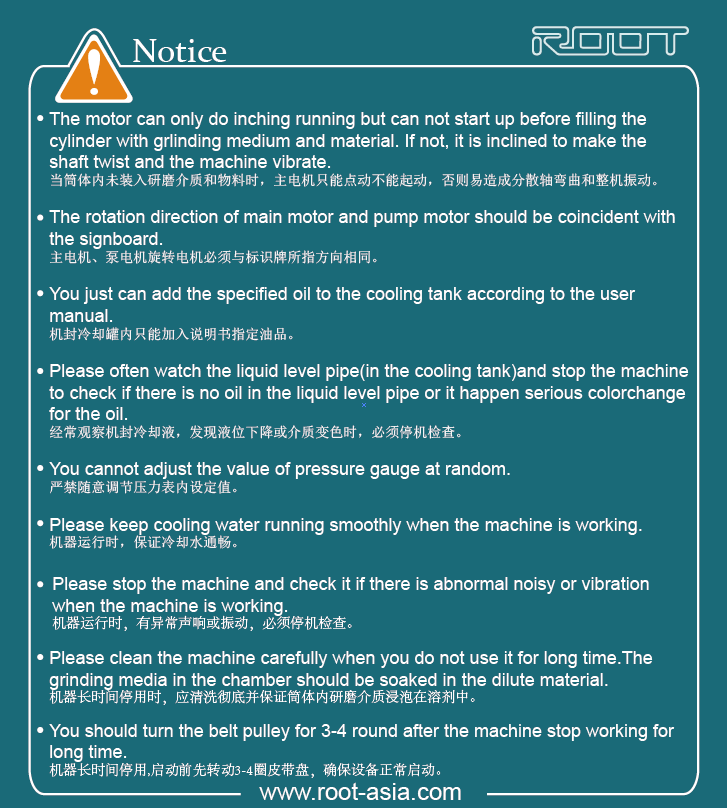 Notice
ROOT
• The motor can only do inching running but can not start up before filling the
cylinder with grlinding medium and material. If not, it is inclined to make the
shaft twist and the machine vibrate.
当筒体内未装入研磨介质和物料时，主电机只能点动不能起动，否则易造成分散轴弯曲和整机振动。
• The rotation direction of main motor and pump motor should be coincident with
the signboard.
主电机、泵电机旋转电机必须与标识牌所指方向相同。
• You just can add the specified oil to the cooling tank according to the user
manual.
机封冷却罐内只能加入说明书指定油品。
• Please often watch the liquid level pipe(in the cooling tank)and stop the machine
to check if there is no oil in the liquid level pipe or it happen serious colorchange
for the oil.
经常观察机封冷却液，发现液位下降或介质变色时，必须停机检查。
• You cannot adjust the value of pressure gauge at random.
严禁随意调节压力表内设定值。
• Please keep cooling water running smoothly when the machine is working.
机器运行时，保证冷却水通畅。
• Please stop the machine and check it if there is abnormal noisy or vibration
when the machine is working.
机器运行时，有异常声响或振动，必须停机检查。
• Please clean the machine carefully when you do not use it for long time.The
grinding media in the chamber should be soaked in the dilute material.
机器长时间停用时，应清洗彻底并保证筒体内研磨介质浸泡在溶剂中。
• You should turn the belt pulley for 3-4 round after the machine stop working for
long time.
机器长时间停用,启动前先转动3-4圈皮带盘，确保设备正常启动。
www.root-asia.com